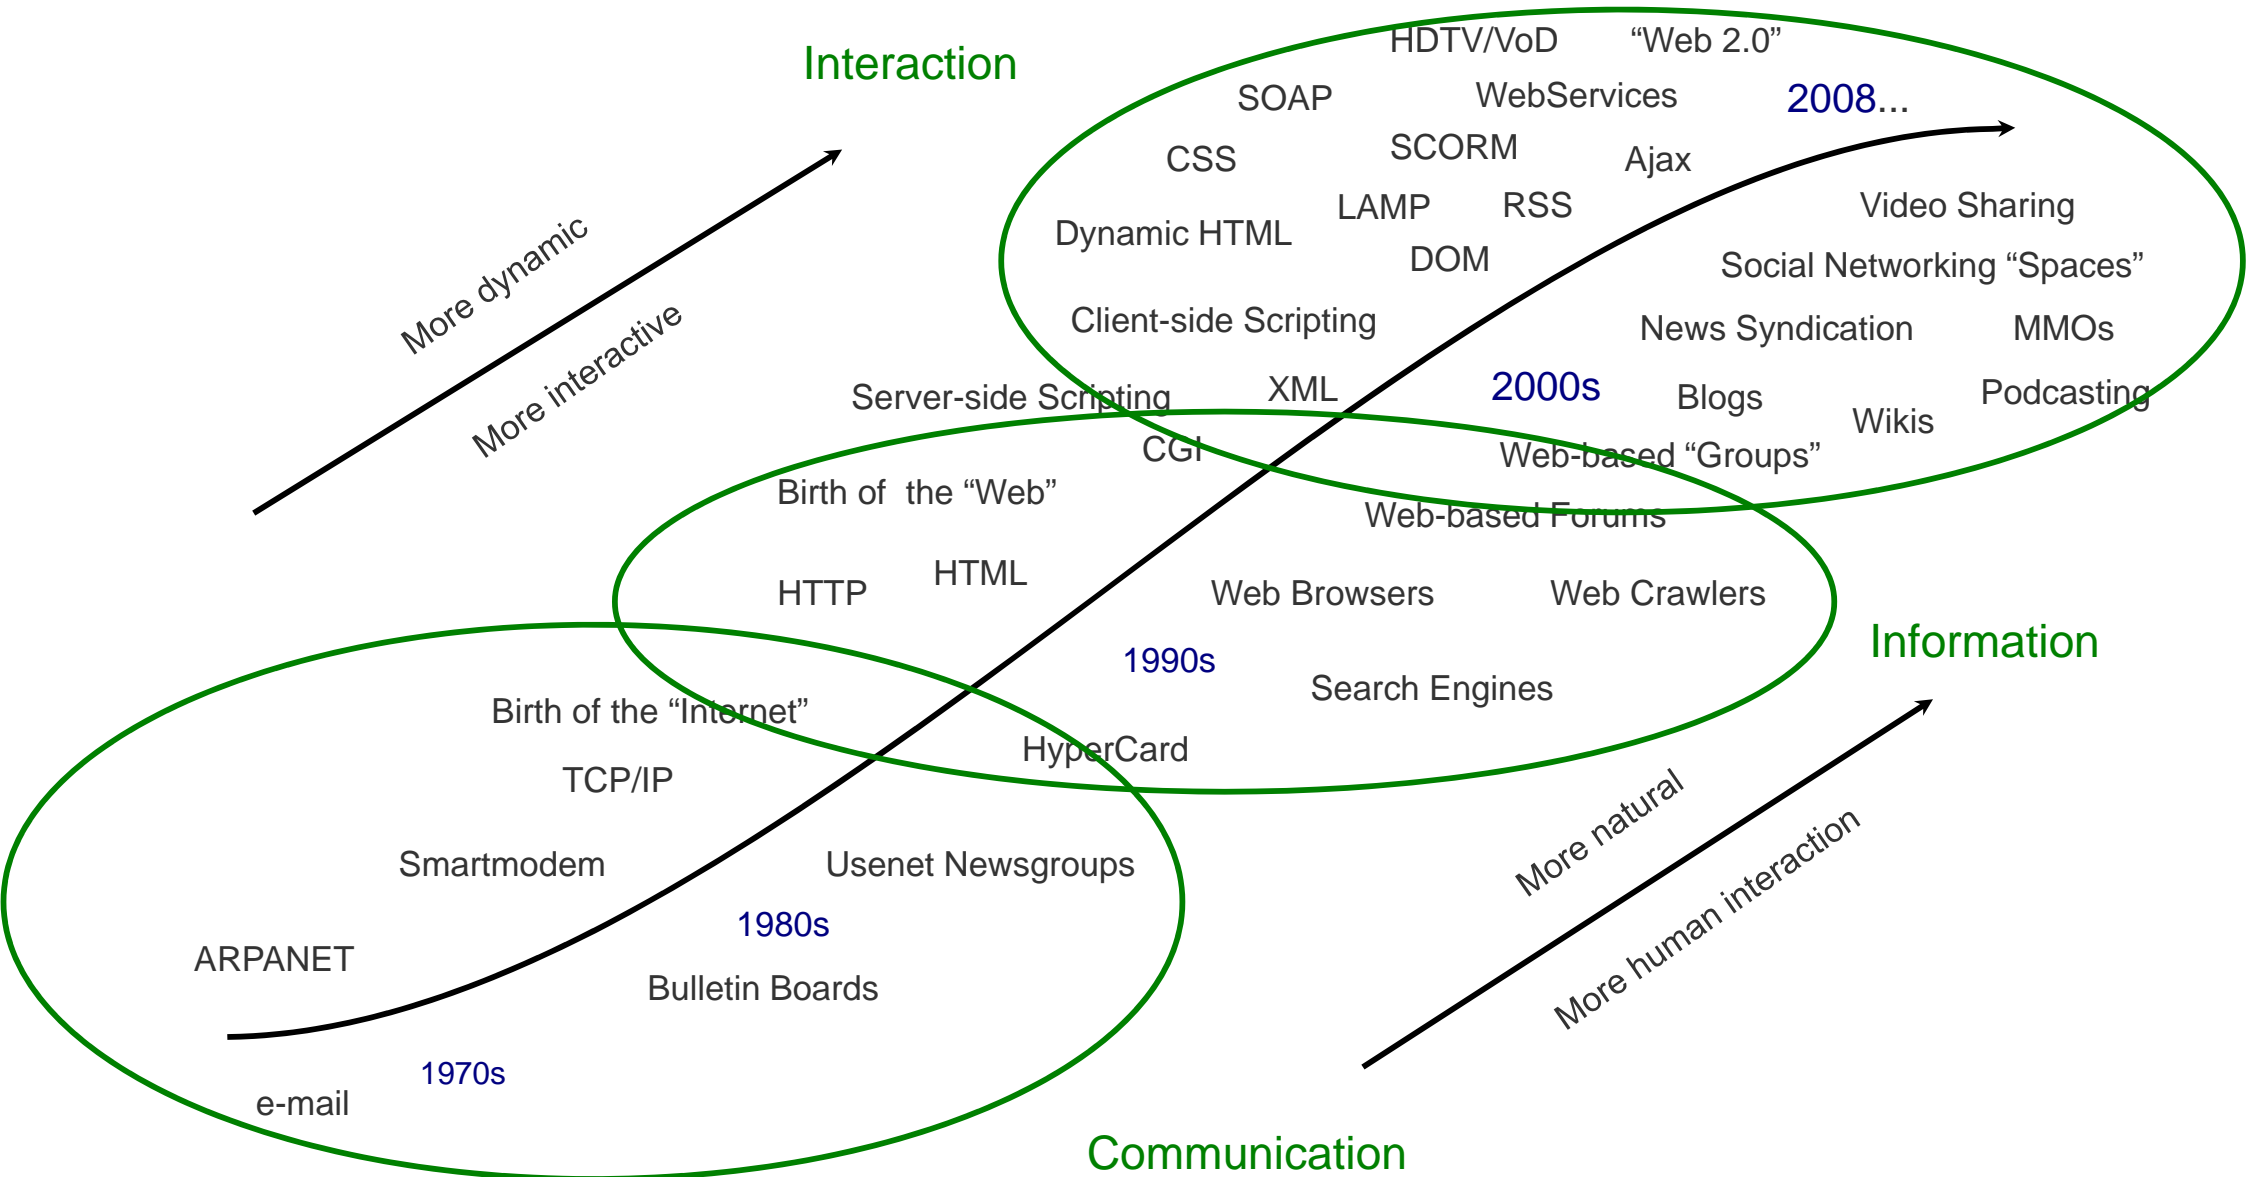 HDTV/VoD
“Web 2.0”
Interaction
SOAP
WebServices
2008...
CSS
SCORM
Ajax
LAMP
RSS
Video Sharing
Dynamic HTML
DOM
Social Networking “Spaces”
More dynamic
More interactive
Client-side Scripting
News Syndication
MMOs
Server-side Scripting
XML
2000s
Blogs
Podcasting
Wikis
CGI
Web-based “Groups”
Birth of  the “Web”
Web-based Forums
HTTP
HTML
Web Browsers
Web Crawlers
Information
1990s
Search Engines
Birth of the “Internet”
HyperCard
TCP/IP
More natural
More human interaction
Smartmodem
Usenet Newsgroups
1980s
ARPANET
Bulletin Boards
1970s
e-mail
Communication